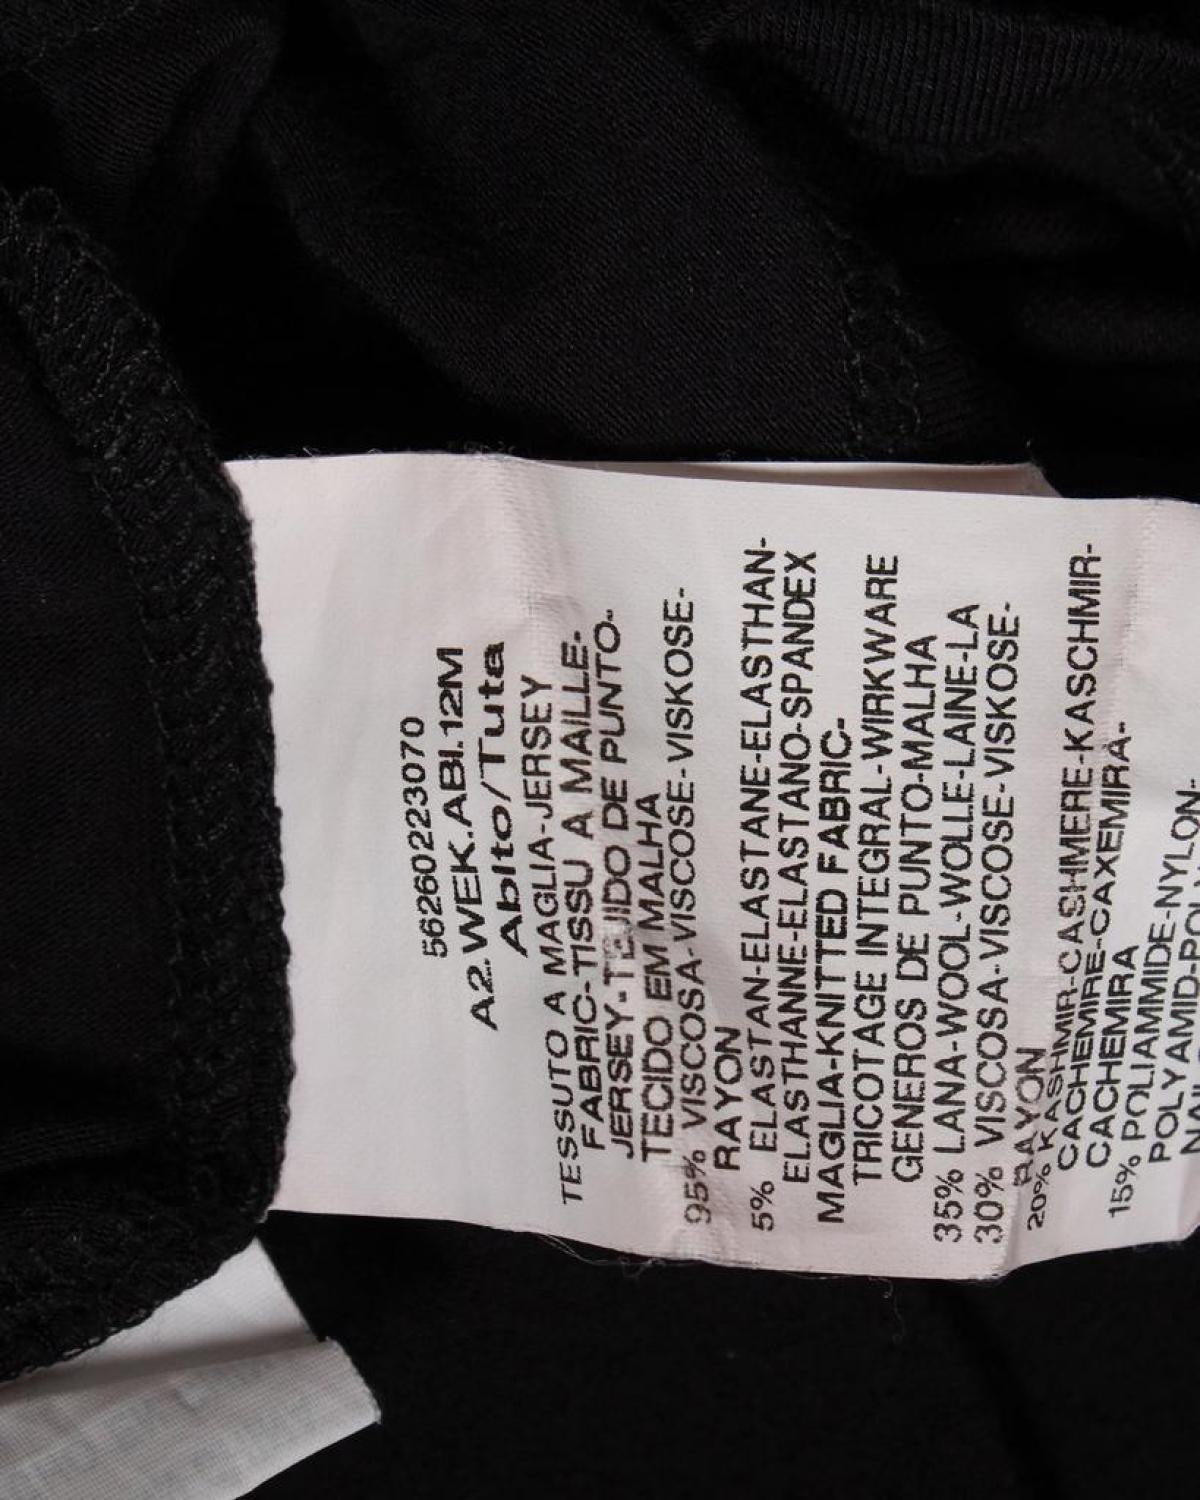 56260223070
A2.WEK.ABI.12M
Abito/Tuta
TESSUTO A MAGLIA-JERSEY
FABRIC-TISSU A MAILLE-
JERSEY-TEJIDO DE PUNTO-
TECIDO EM MALHA
95% VISCOSA-VISCOSE-VISKOSE-
RAYON
5% ELASTAN-ELASTANE-ELASTHAN-
ELASTHANNE-ELASTANO-SPANDEX
MAGLIA-KNITTED FABRIC-
TRICOTAGE INTEGRAL-WIRKWARE
GENEROS DE PUNTO-MALHA
35% LANA-WOOL-WOLLE-LAINE-LA
30% VISCOSA-VISCOSE-VISKOSE-
RAYON
20% KASHMIR-CASHMERE-KASCHMIR-
CACHEMIRE-CAXEMIRA-
CACHEMIRA
15% POLIAMMIDE-NYLON-